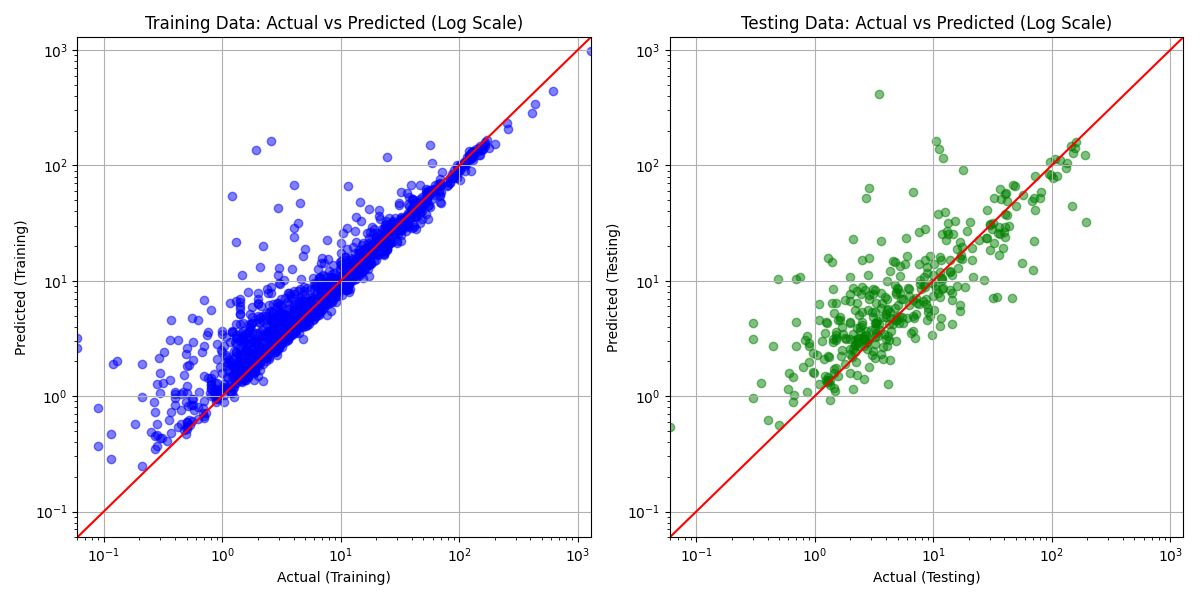 Training Data: Actual vs Predicted (Log Scale)
10³
10²
10¹
10⁰
10⁻¹
Predicted (Training)
10⁻¹ 10⁰ 10¹ 10² 10³
Actual (Training)
Testing Data: Actual vs Predicted (Log Scale)
10³
10²
10¹
10⁰
10⁻¹
Predicted (Testing)
10⁻¹ 10⁰ 10¹ 10² 10³
Actual (Testing)